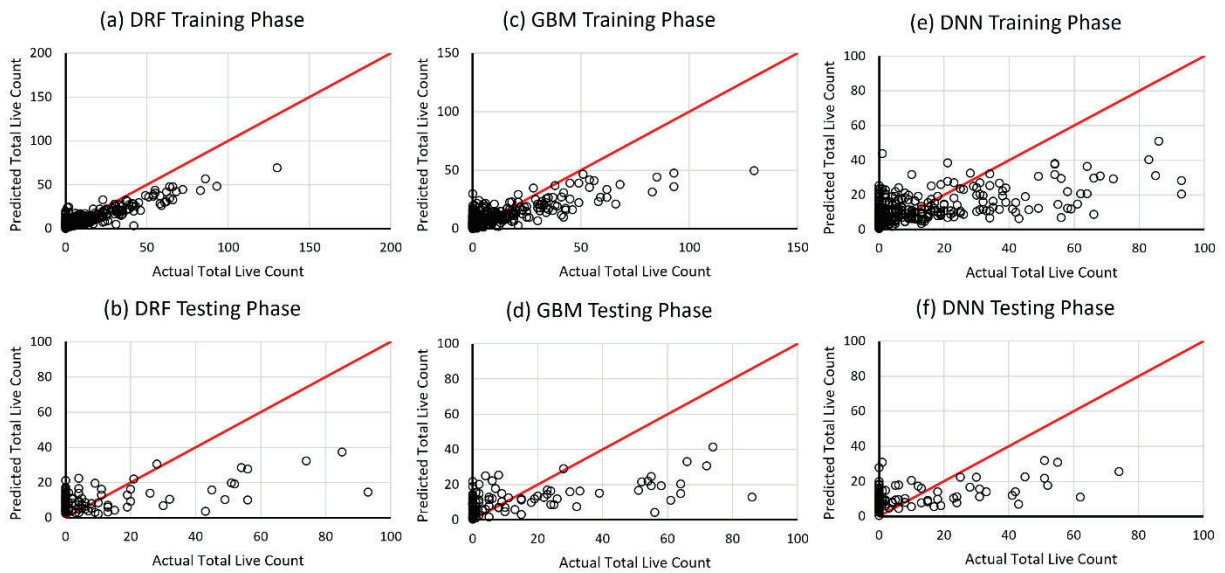 (a) DRF Training Phase
Predicted Total Live Count
200
150
100
50
0
0 50 100 150 200
Actual Total Live Count
(c) GBM Training Phase
Predicted Total Live Count
150
100
50
0
0 50 100 150
Actual Total Live Count
(e) DNN Training Phase
Predicted Total Live Count
100
80
60
40
20
0
0 20 40 60 80 100
Actual Total Live Count
(b) DRF Testing Phase
Predicted Total Live Count
100
80
60
40
20
0
0 20 40 60 80 100
Actual Total Live Count
(d) GBM Testing Phase
Predicted Total Live Count
100
80
60
40
20
0
0 20 40 60 80 100
Actual Total Live Count
(f) DNN Testing Phase
Predicted Total Live Count
100
80
60
40
20
0
0 20 40 60 80 100
Actual Total Live Count